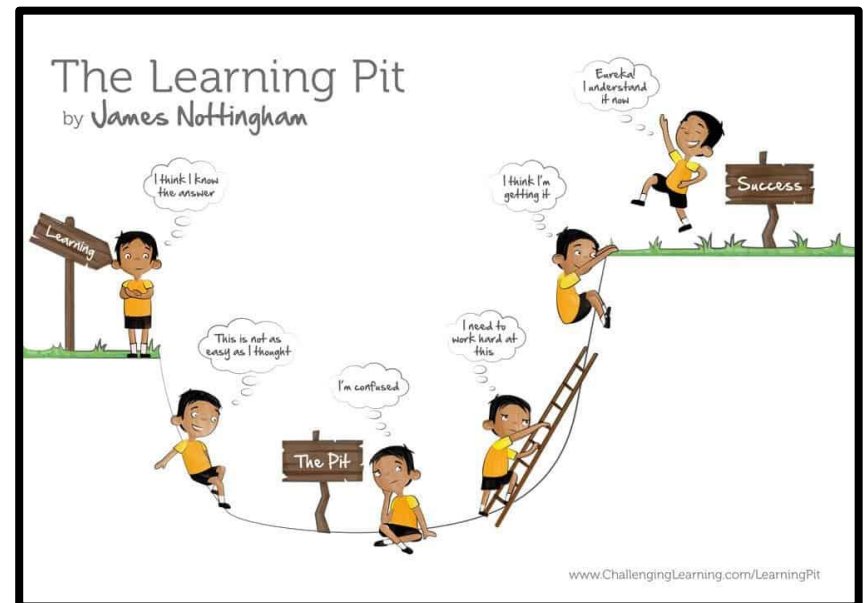 The Learning Pit
by James Nottingham
Eureka!
I understand
it now
I think I know
the answer
I think I'm
getting it
Success
Learning
This is not as
easy as I thought
I need to
work hard at
this
I'm confused
The Pit
www.ChallengingLearning.com/LearningPit